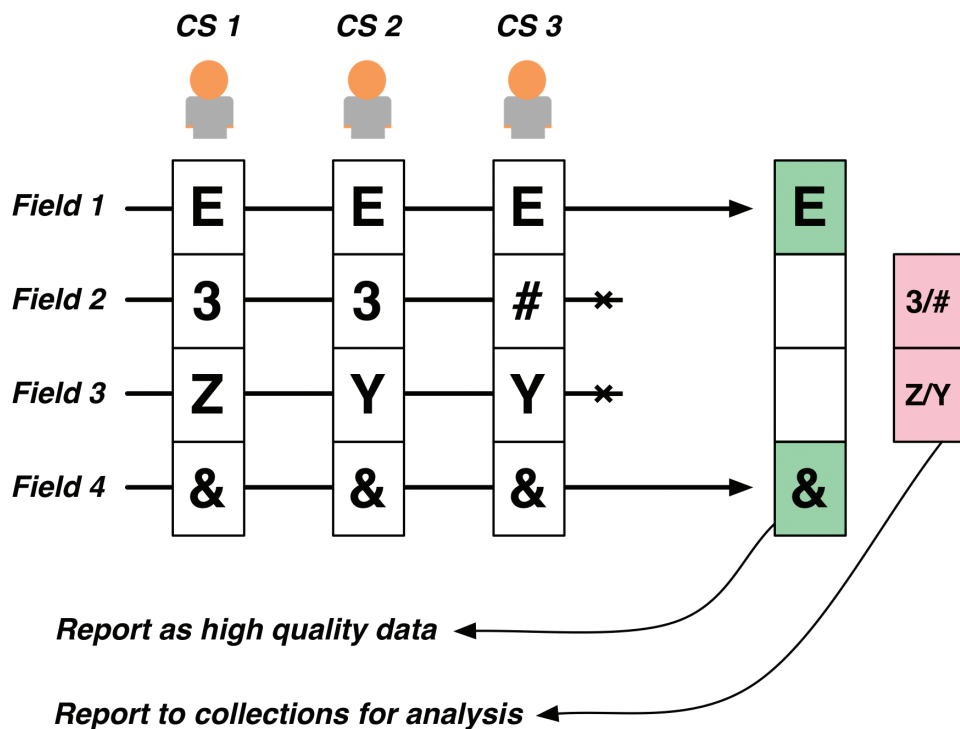 CS 1 CS 2 CS 3
Field 1 E E E E
Field 2 3 3 # 3/#
Field 3 Z Y Y Z/Y
Field 4 & & & &
Report as high quality data
Report to collections for analysis